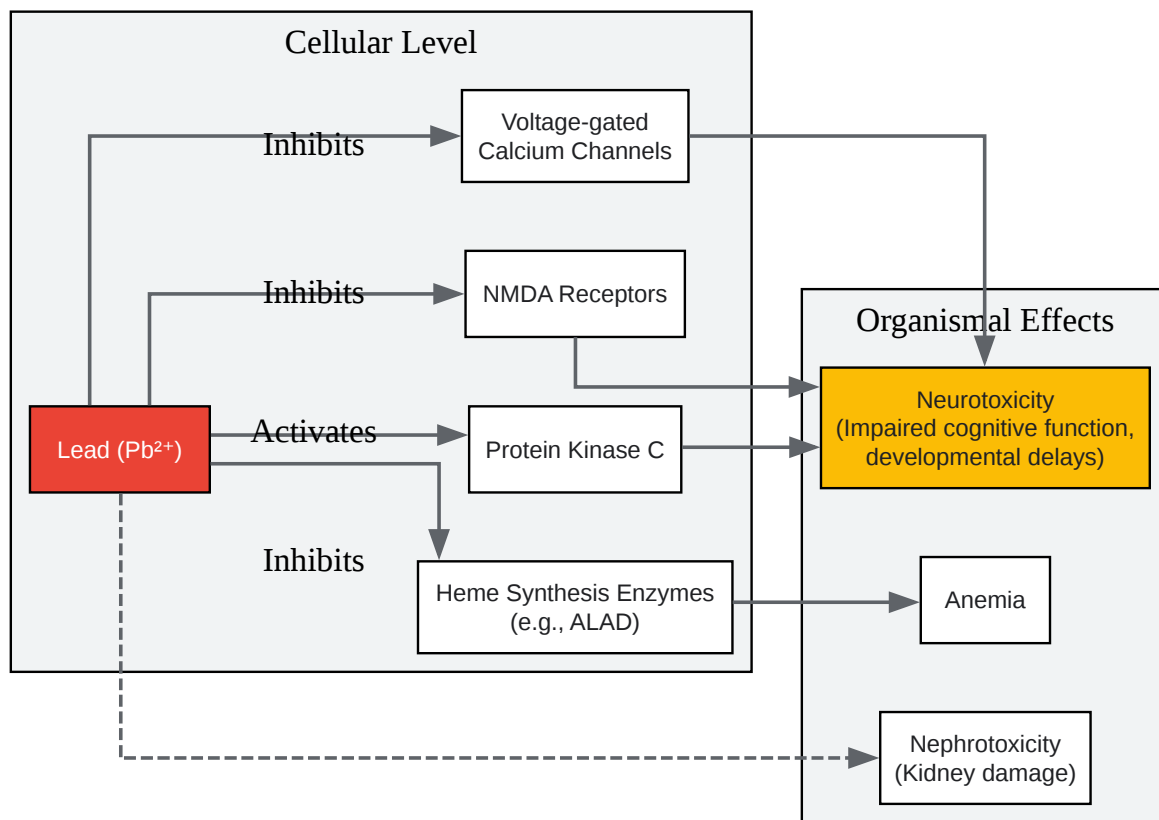 Cellular Level
Voltage-gated
Calcium Channels
Inhibits
Inhibits
NMDA Receptors
Organismal Effects
Neurotoxicity
(Impaired cognitive function,
developmental delays)
Lead (Pb²⁺)
Activates
Protein Kinase C
Inhibits
Heme Synthesis Enzymes
(e.g., ALAD)
Anemia
Nephrotoxicity
(Kidney damage)